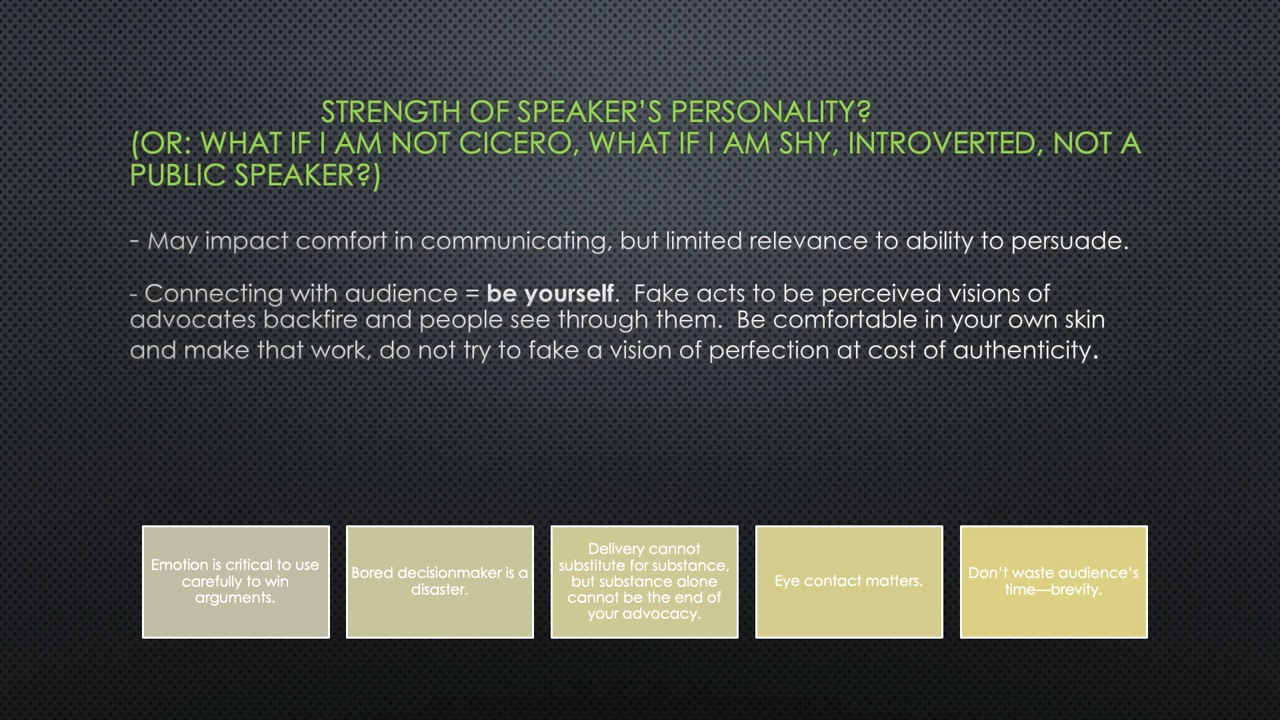 STRENGTH OF SPEAKER'S PERSONALITY?
(OR: WHAT IF I AM NOT CICERO, WHAT IF I AM SHY, INTROVERTED, NOT A
PUBLIC SPEAKER?)
- May impact comfort in communicating, but limited relevance to ability to persuade.
- Connecting with audience = be yourself.  Fake acts to be perceived visions of
advocates backfire and people see through them.  Be comfortable in your own skin
and make that work, do not try to fake a vision of perfection at cost of authenticity.
Emotion is critical to use
carefully to win
arguments.
Bored decisionmaker is a
disaster.
Delivery cannot
substitute for substance,
but substance alone
cannot be the end of
your advocacy.
Eye contact matters.
Don't waste audience's
time—brevity.